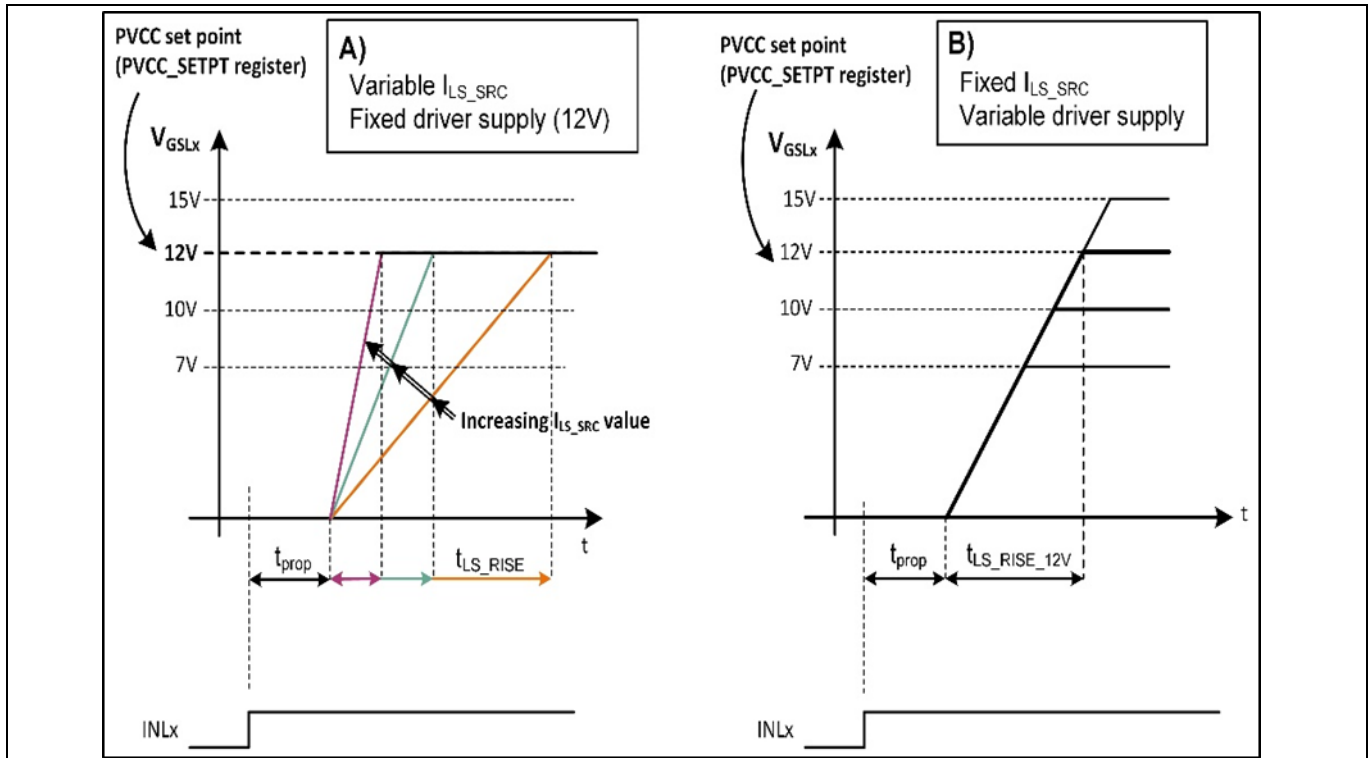 PVCC set point
(PVCC_SETPT register)
A)
Variable I_LS_SRC
Fixed driver supply (12V)
V_GSLx
15V
12V
10V
7V
Increasing I_LS_SRC value
t
t_prop
t_LS_RISE
INLx
PVCC set point
(PVCC_SETPT register)
B)
Fixed I_LS_SRC
Variable driver supply
V_GSLx
15V
12V
10V
7V
t
t_prop
t_LS_RISE_12V
INLx